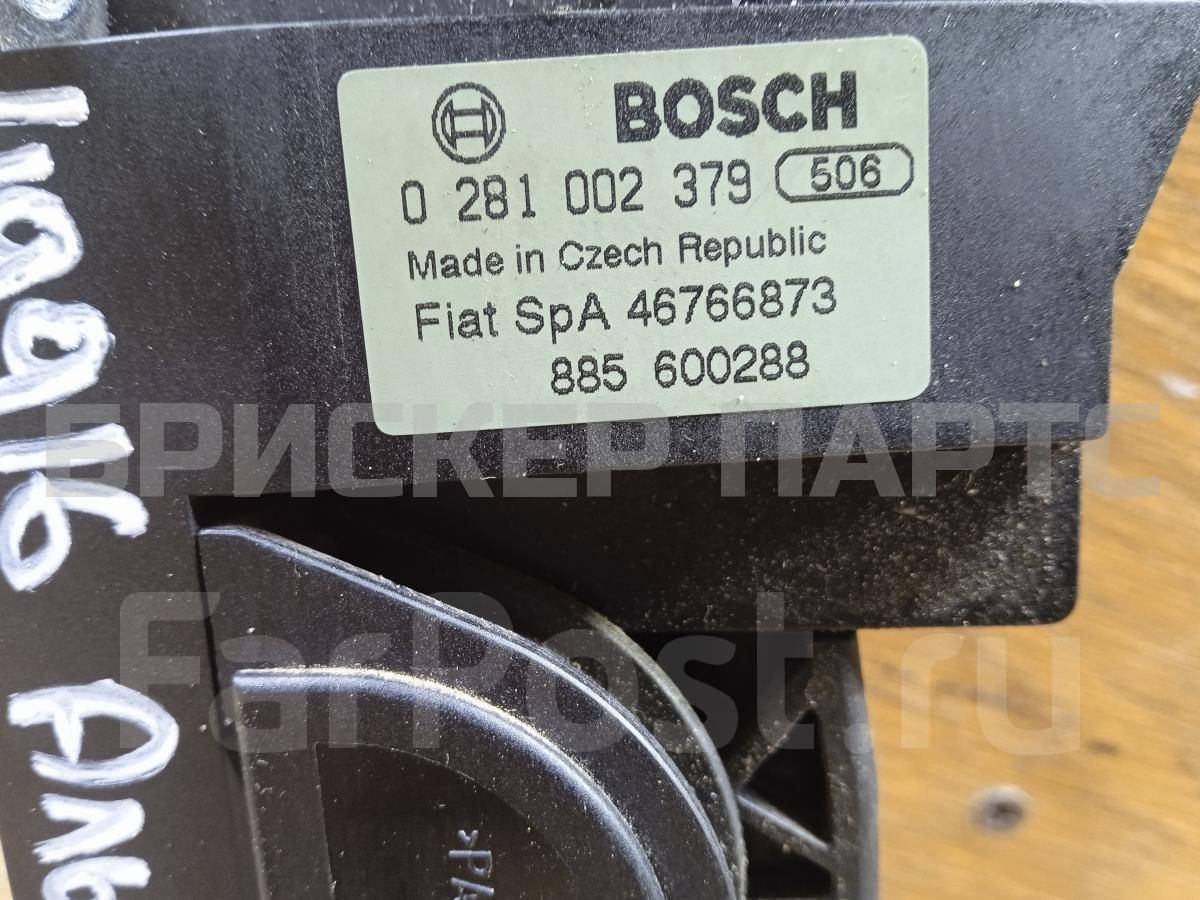 BOSCH
0 281 002 379 506
Made in Czech Republic
Fiat SpA 46766873
885 600288
БРИСКЕР ПАРТС
FarPost.ru